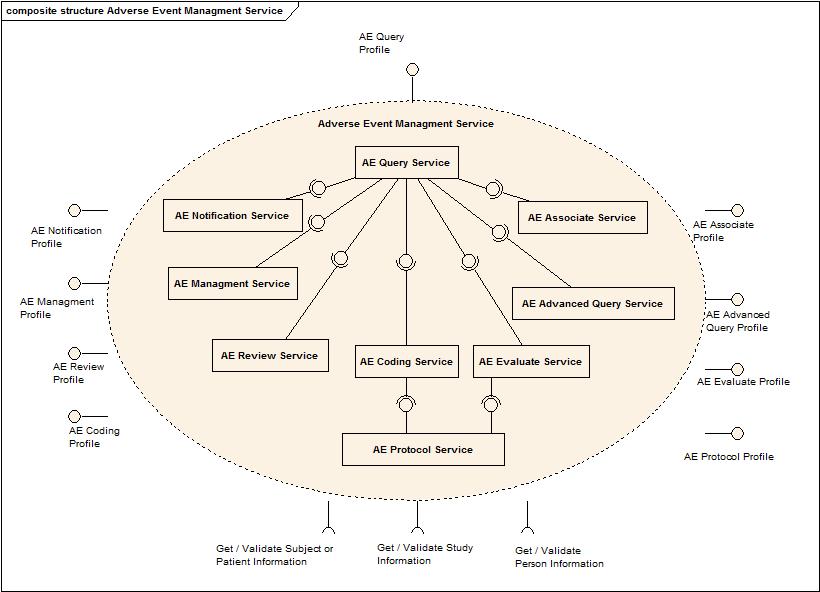 composite structure Adverse Event Managment Service
AE Query
Profile
Adverse Event Managment Service
AE Query Service
AE Notification Service
AE Associate Service
AE Notification
Profile
AE Associate
Profile
AE Managment Service
AE Advanced Query Service
AE Managment
Profile
AE Advanced
Query Profile
AE Review Service
AE Coding Service
AE Evaluate Service
AE Review
Profile
AE Evaluate Profile
AE Coding
Profile
AE Protocol Service
AE Protocol Profile
Get / Validate Subject or
Patient Information
Get / Validate Study
Information
Get / Validate
Person Information